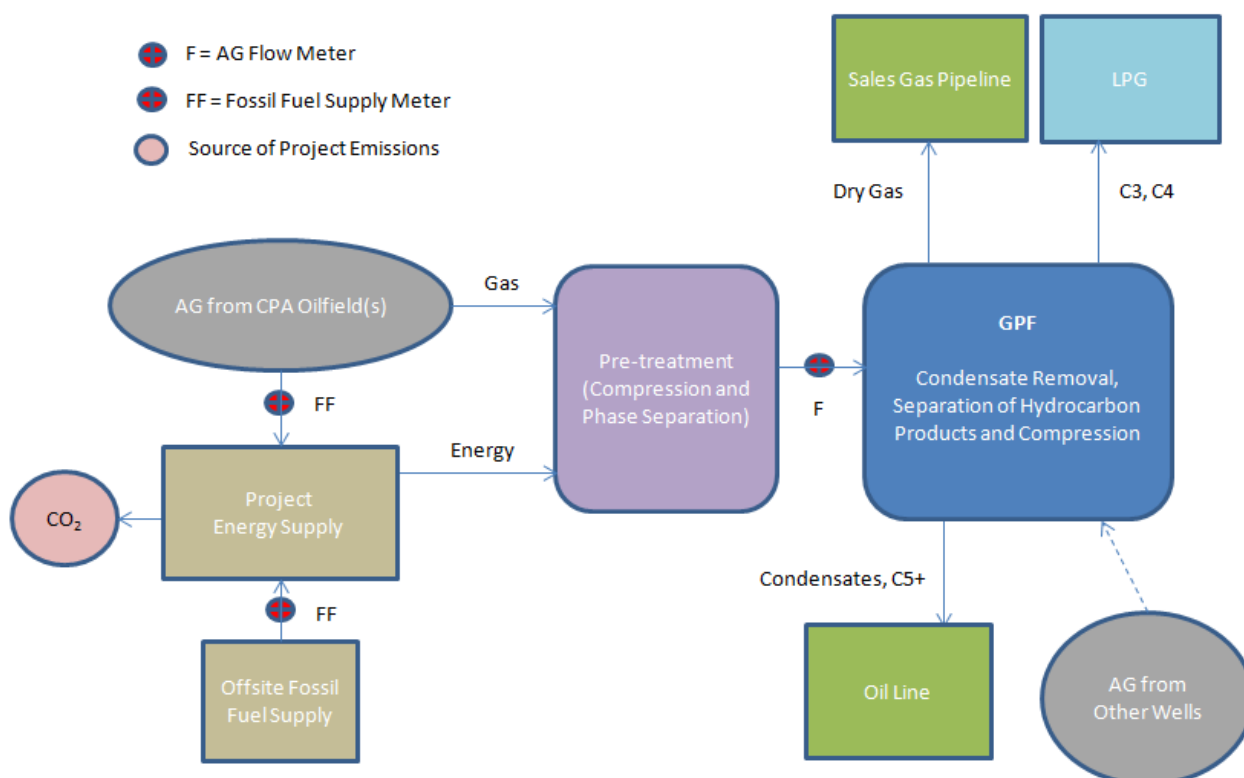 F = AG Flow Meter
FF = Fossil Fuel Supply Meter
Source of Project Emissions
Sales Gas Pipeline
LPG
Dry Gas
C3, C4
AG from CPA Oilfield(s)
Gas
Pre-treatment
(Compression and
Phase Separation)
F
GPF
Condensate Removal,
Separation of Hydrocarbon
Products and Compression
FF
Energy
Project
Energy Supply
CO₂
FF
Offsite Fossil
Fuel Supply
Condensates, C5+
Oil Line
AG from
Other Wells